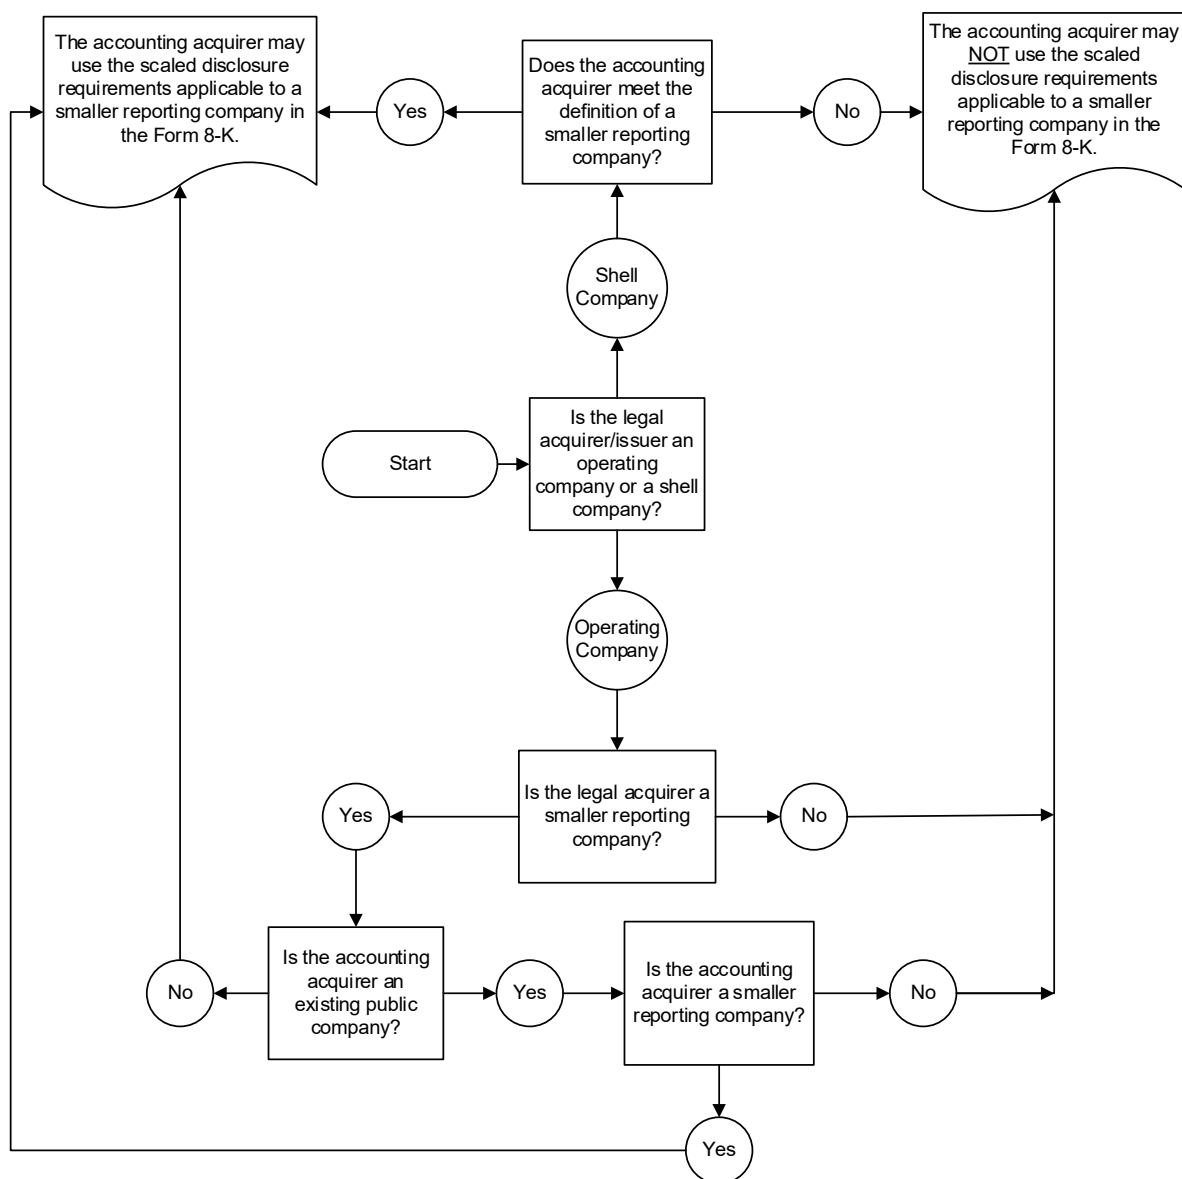 The accounting acquirer may
use the scaled disclosure
requirements applicable to a
smaller reporting company in
the Form 8-K.
Yes
Does the accounting
acquirer meet the
definition of a
smaller reporting
company?
No
The accounting acquirer may
NOT use the scaled
disclosure requirements
applicable to a smaller
reporting company in the
Form 8-K.
Shell
Company
Start
Is the legal
acquirer/issuer an
operating
company or a shell
company?
Operating
Company
Yes
Is the legal acquirer a
smaller reporting
company?
No
No
Is the accounting
acquirer an
existing public
company?
Yes
Is the accounting
acquirer a smaller
reporting company?
No
Yes